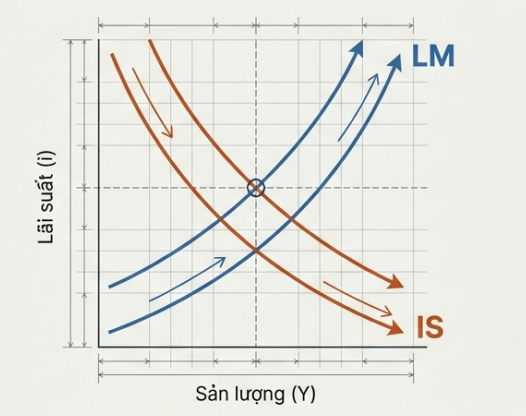 LM
Lãi suất (i)
IS
Sản lượng (Y)